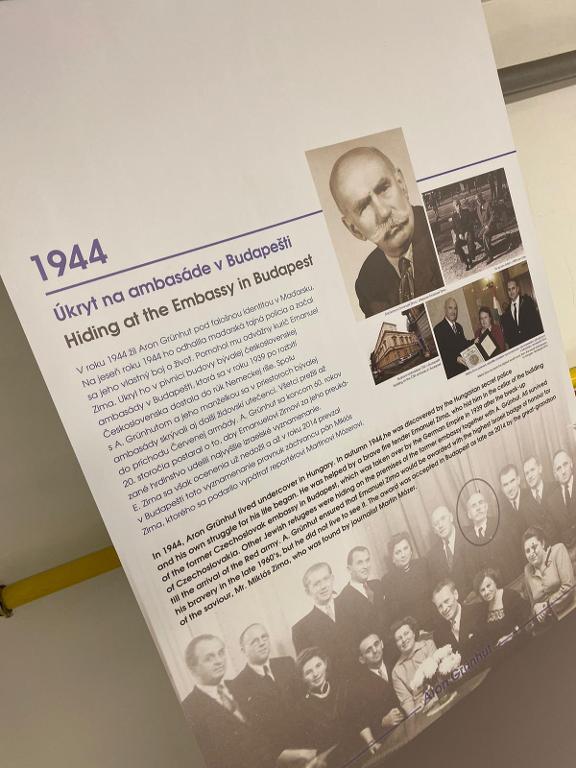 1944
Úkryt na ambasáde v Budapešti
Hiding at the Embassy in Budapest
V roku 1944 žil Aron Grünhut pod falošnou identitou v Maďarsku.
Na jeseň roku 1944 ho odhalila maďarská tajná polícia a začal
sa jeho vlastný boj o život. Pomohol mu odvážny kurič Emanuel
Zima. Ukryl ho v pivnici budovy bývalej československej
ambasády v Budapešti, ktorá sa v roku 1939 po rozbití
Československa dostala do rúk Nemeckej ríše. Spolu
s A. Grünhutom a jeho manželkou sa v priestoroch bývalej
ambasády skrývali aj ďalší židovskí utečenci. Všetci prežili až
do príchodu Červenej armády. A. Grünhut sa koncom 60. rokov
20. storočia postaral o to, aby Emanuelovi Zimovi za jeho preuká-
zané hrdinstvo udelili najvyššie izraelské vyznamenanie.
E. Zima sa však ocenenia už nedožil a až v roku 2014 prevzal
v Budapešti toto vyznamenanie pravnuk záchrancu pán Miklós
Zima, ktorého sa podarilo vypátrať reportérovi Martinovi Mózerovi.
In 1944, Aron Grünhut lived undercover in Hungary. In autumn 1944 he was discovered by the Hungarian secret police
and his own struggle for his life began. He was helped by a brave fire tender Emanuel Zima, who hid him in the cellar of the building
of the former Czechoslovak embassy in Budapest, which was taken over by the German Empire in 1939 after the break-up
of Czechoslovakia. Other Jewish refugees were hiding on the premises of the former embassy together with A. Grünhut. All survived
till the arrival of the Red army. A. Grünhut ensured that Emanuel Zima would be awarded with the highest Israeli badge of honour for
his bravery in the late 1960's, but he did not live to see it, the award was accepted in Budapest as late as 2014 by the great-grandson
of the saviour, Mr. Miklós Zima, who was found by journalist Martin Mózer.
Aron Grünhut